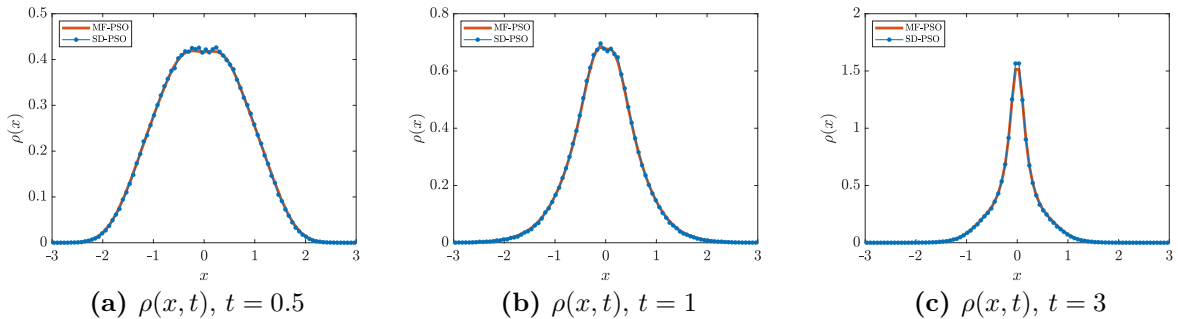 0.5
0.4
0.3
0.2
0.1
0
ρ(x)
MF-PSO
SD-PSO
-3 -2 -1 0 1 2 3
x
(a) ρ(x, t), t = 0.5
1
0.8
0.6
0.4
0.2
0
ρ(x)
MF-PSO
SD-PSO
-3 -2 -1 0 1 2 3
x
(b) ρ(x, t), t = 1
2
1.5
1
0.5
0
ρ(x)
MF-PSO
SD-PSO
-3 -2 -1 0 1 2 3
x
(c) ρ(x, t), t = 3